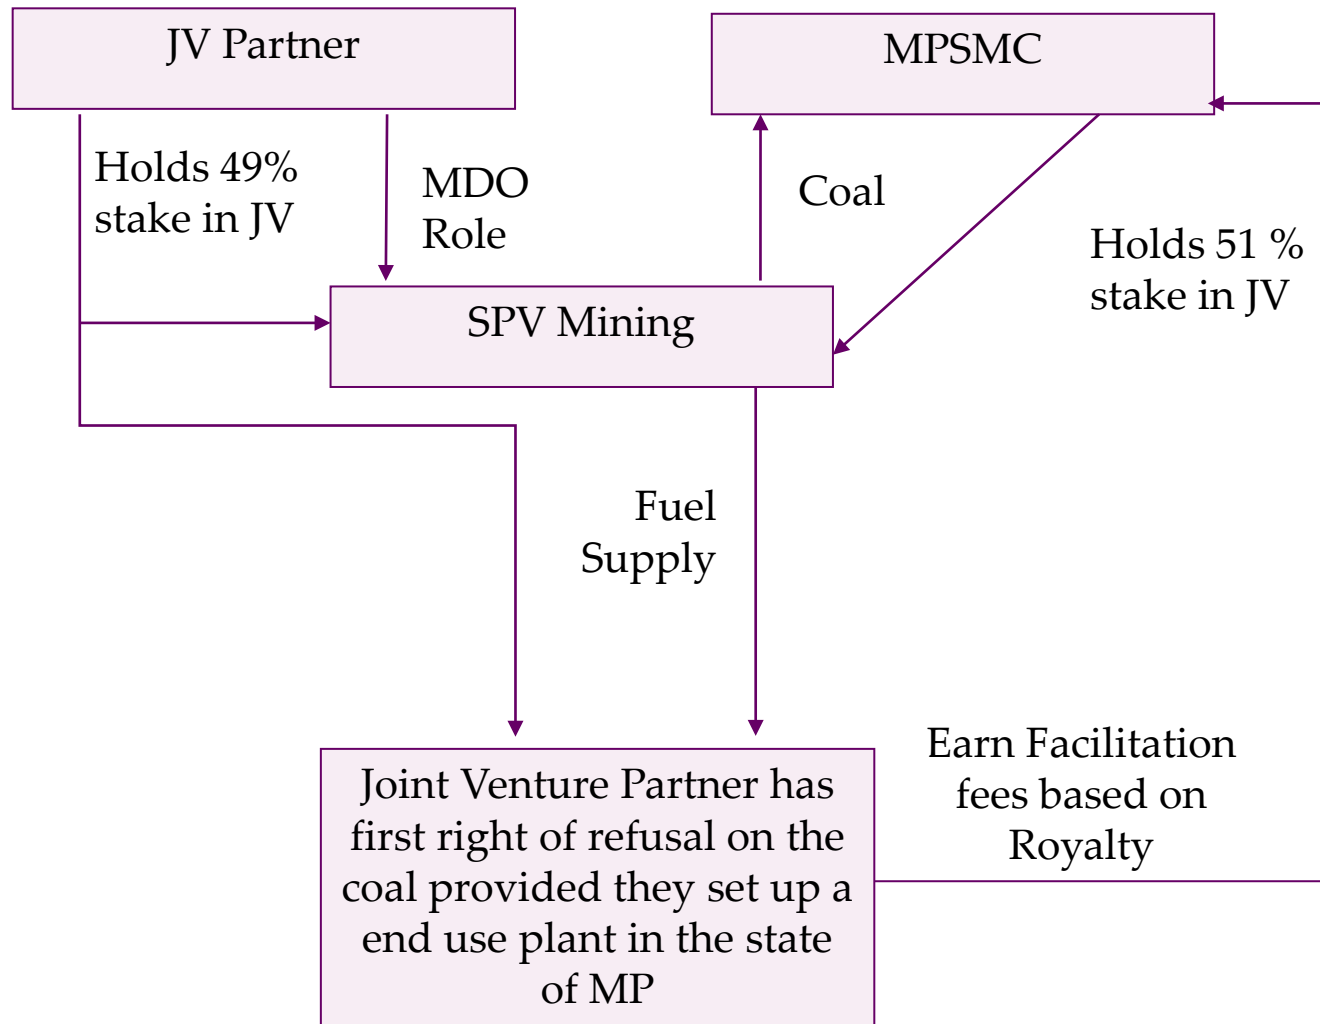 JV Partner
MPSMC
Holds 49%
stake in JV
MDO
Role
Coal
Holds 51 %
stake in JV
SPV Mining
Fuel
Supply
Joint Venture Partner has
first right of refusal on the
coal provided they set up a
end use plant in the state
of MP
Earn Facilitation
fees based on
Royalty